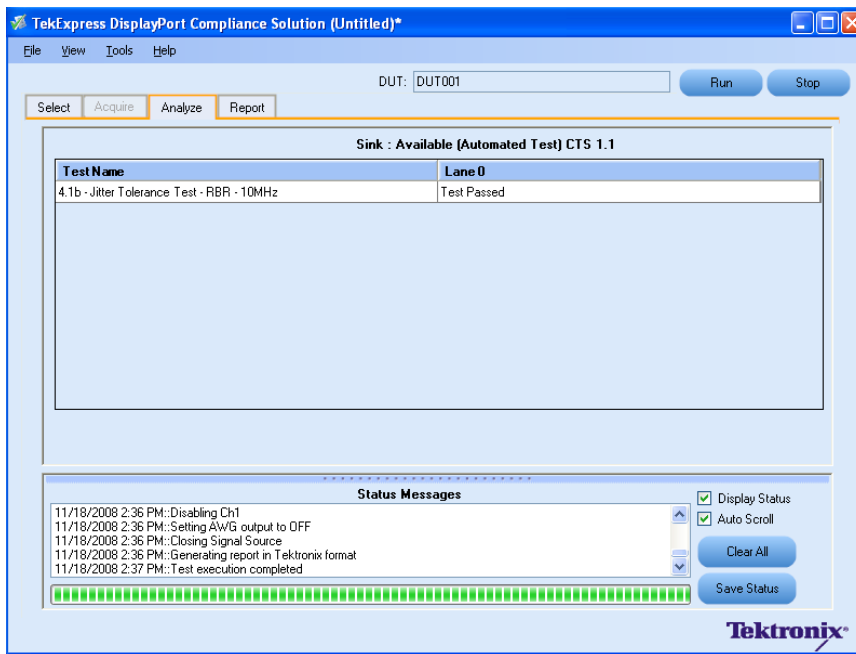 TekExpress DisplayPort Compliance Solution (Untitled)*
File View Tools Help
DUT: DUT001 Run Stop
Select Acquire Analyze Report
Sink : Available (Automated Test) CTS 1.1
Test Name Lane 0
4.1b - Jitter Tolerance Test - RBR - 10MHz Test Passed
Status Messages
11/18/2008 2:36 PM::Disabling Ch1
11/18/2008 2:36 PM::Setting AWG output to OFF
11/18/2008 2:36 PM::Closing Signal Source
11/18/2008 2:36 PM::Generating report in Tektronix format
11/18/2008 2:37 PM::Test execution completed
Display Status
Auto Scroll
Clear All
Save Status
Tektronix